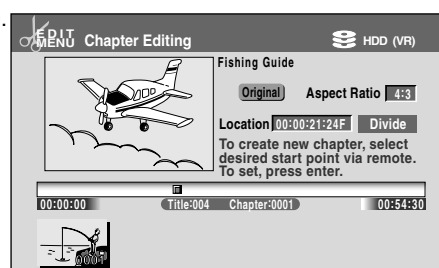 EDIT
MENU Chapter Editing HDD (VR)
Fishing Guide
Original Aspect Ratio 4:3
Location 00:00:21:24F Divide
To create new chapter, select
desired start point via remote.
To set, press enter.
00:00:00 Title:004 Chapter:0001 00:54:30
0001